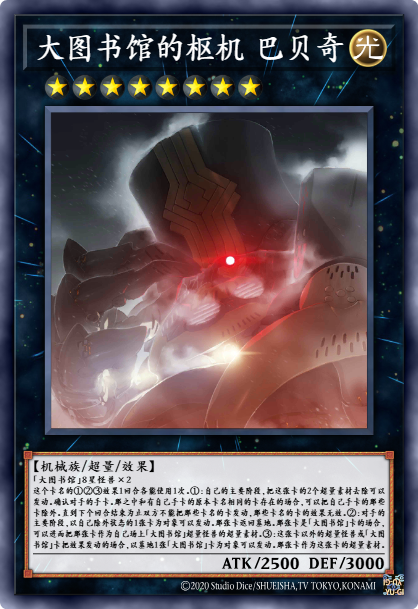 大图书馆的枢机 巴贝奇
光
【机械族/超量/效果】
「大图书馆」8星怪兽×2
这个卡名的①②③效果1回合各能使用1次。①:自己的主要阶段,把这张卡的2个超量素材去除可以
发动。确认对手的手卡。那之中和有自己手卡的原本卡名相同的卡存在的场合,可以把自己手卡的那些
卡除外。直到下个回合结束为止双方不能把那些卡名的卡发动,那些卡名的卡的效果无效。②:对手的
主要阶段,以自己除外状态的1张卡为对象可以发动。那张卡返回墓地。那张卡是「大图书馆」卡的场合,
可以进而把那张卡作为自己场上「大图书馆」超量怪兽的超量素材。③:这张卡以外的超量怪兽或「大图
书馆」卡把效果发动的场合,以墓地1张「大图书馆」卡为对象可以发动。那张卡作为这张卡的超量素材。
ATK/2500 DEF/3000
©2020 Studio Dice/SHUEISHA,TV TOKYO,KONAMI